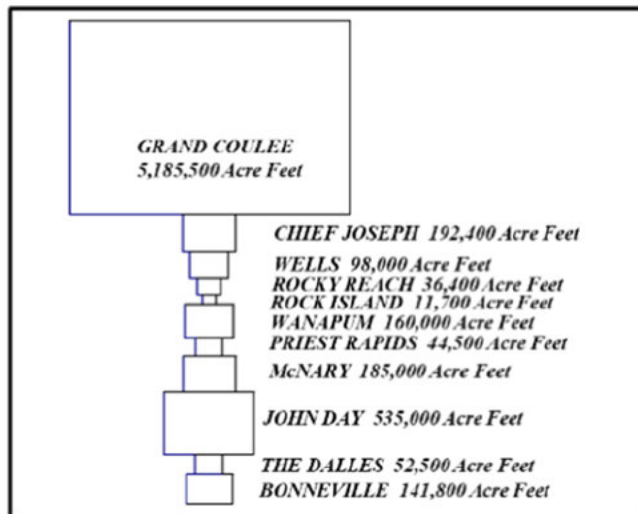 GRAND COULEE
5,185,500 Acre Feet
CHIEF JOSEPH 192,400 Acre Feet
WELLS 98,000 Acre Feet
ROCKY REACH 36,400 Acre Feet
ROCK ISLAND 11,700 Acre Feet
WANAPUM 160,000 Acre Feet
PRIEST RAPIDS 44,500 Acre Feet
McNARY 185,000 Acre Feet
JOHN DAY 535,000 Acre Feet
THE DALLES 52,500 Acre Feet
BONNEVILLE 141,800 Acre Feet